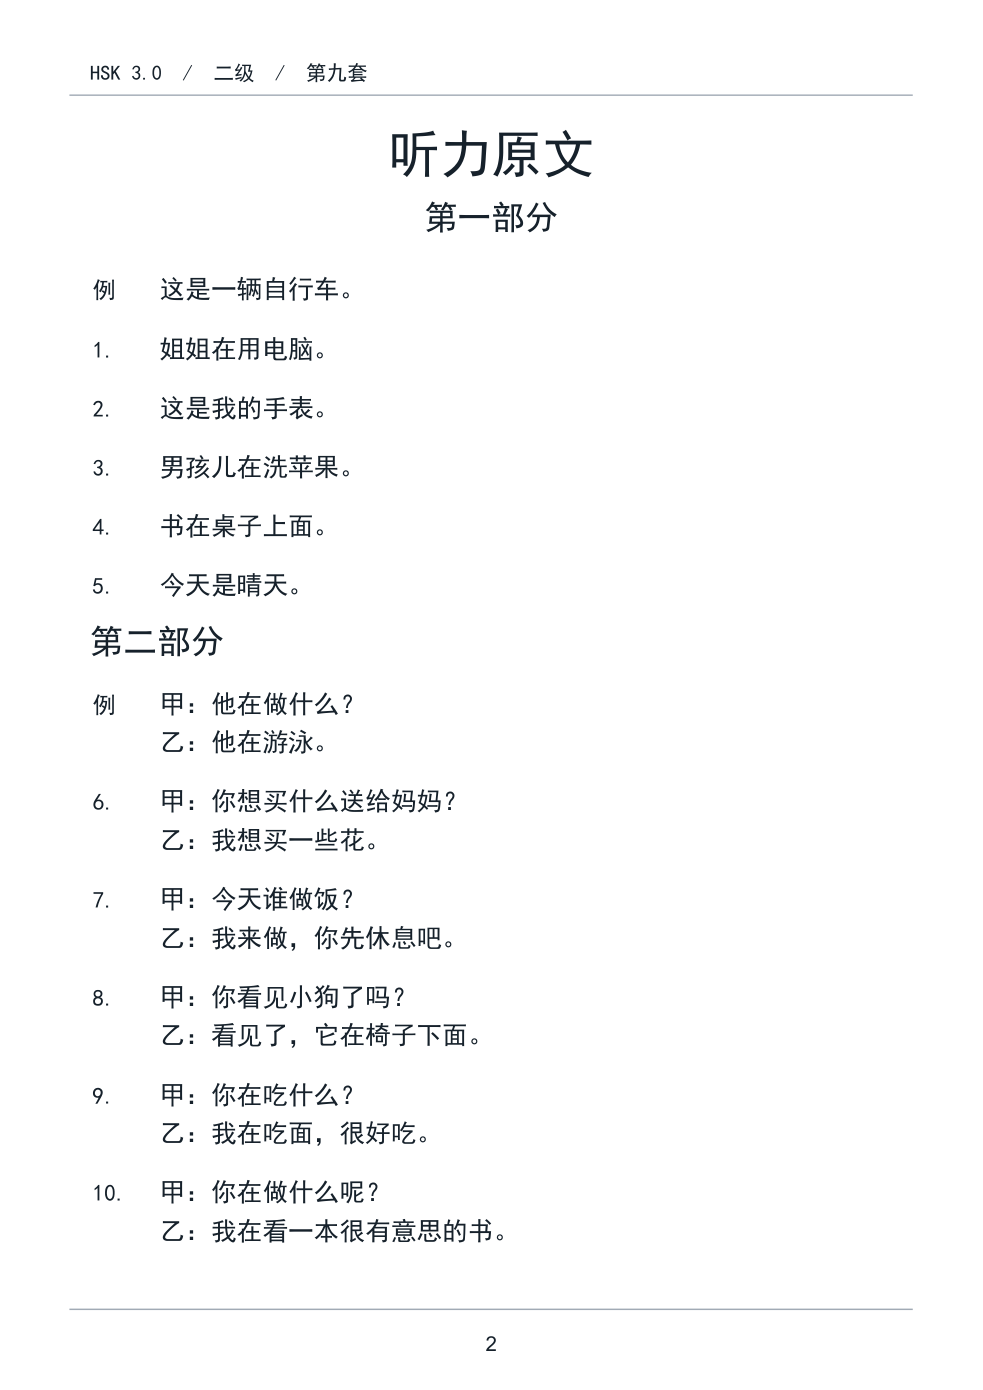 HSK 3.0 / 二级 / 第九套
听力原文
第一部分
例 这是一辆自行车。
1. 姐姐在用电脑。
2. 这是我的手表。
3. 男孩儿在洗苹果。
4. 书在桌子上面。
5. 今天是晴天。
第二部分
例 甲：他在做什么？
乙：他在游泳。
6. 甲：你想买什么送给妈妈？
乙：我想买一些花。
7. 甲：今天谁做饭？
乙：我来做，你先休息吧。
8. 甲：你看见小狗了吗？
乙：看见了，它在椅子下面。
9. 甲：你在吃什么？
乙：我在吃面，很好吃。
10. 甲：你在做什么呢？
乙：我在看一本很有意思的书。
2